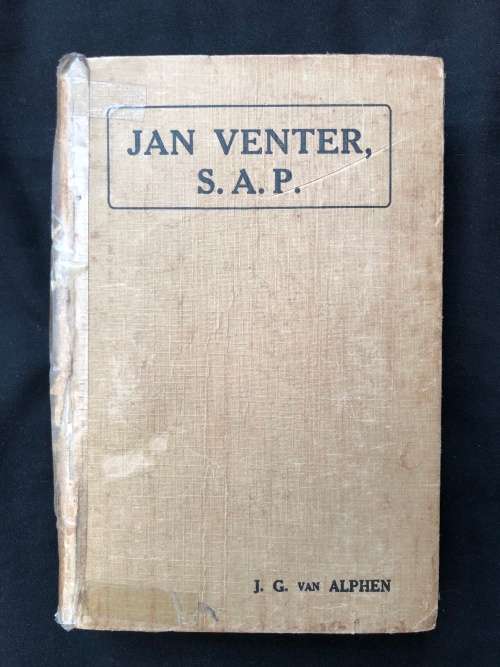 JAN VENTER,
S. A. P.
J. G. VAN ALPHEN